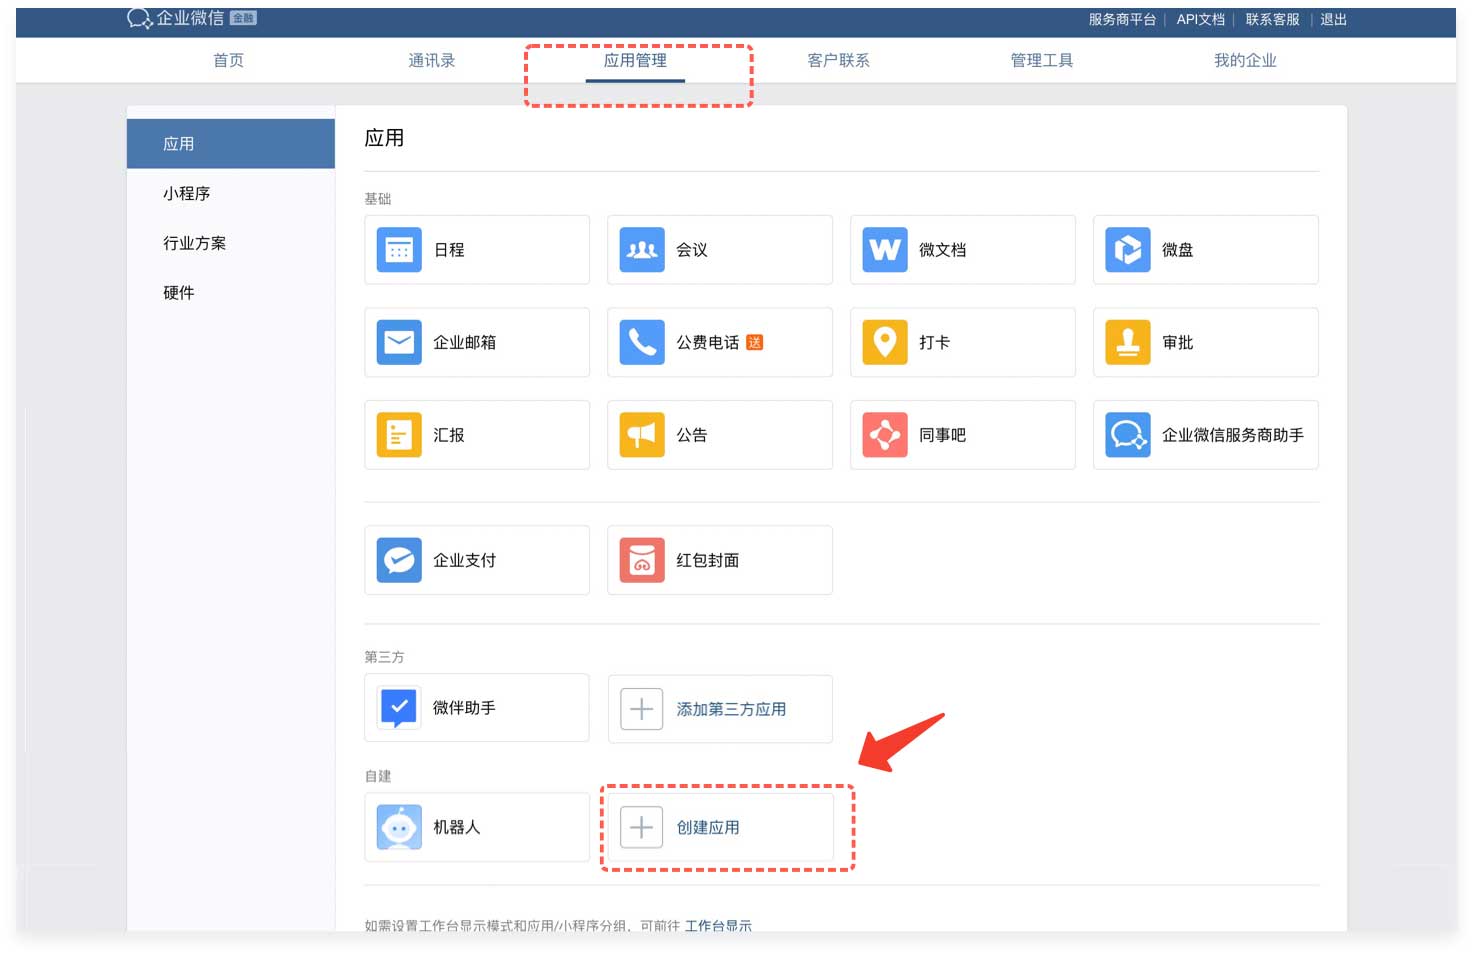 企业微信 金融
服务商平台 | API文档 | 联系客服 | 退出
首页 通讯录 应用管理 客户联系 管理工具 我的企业
应用
小程序
行业方案
硬件
应用
基础
日程 会议 微文档 微盘
企业邮箱 公费电话 送 打卡 审批
汇报 公告 同事吧 企业微信服务商助手
企业支付 红包封面
第三方
微伴助手 添加第三方应用
自建
机器人 创建应用
如需设置工作台显示模式和应用/小程序分组，可前往 工作台显示